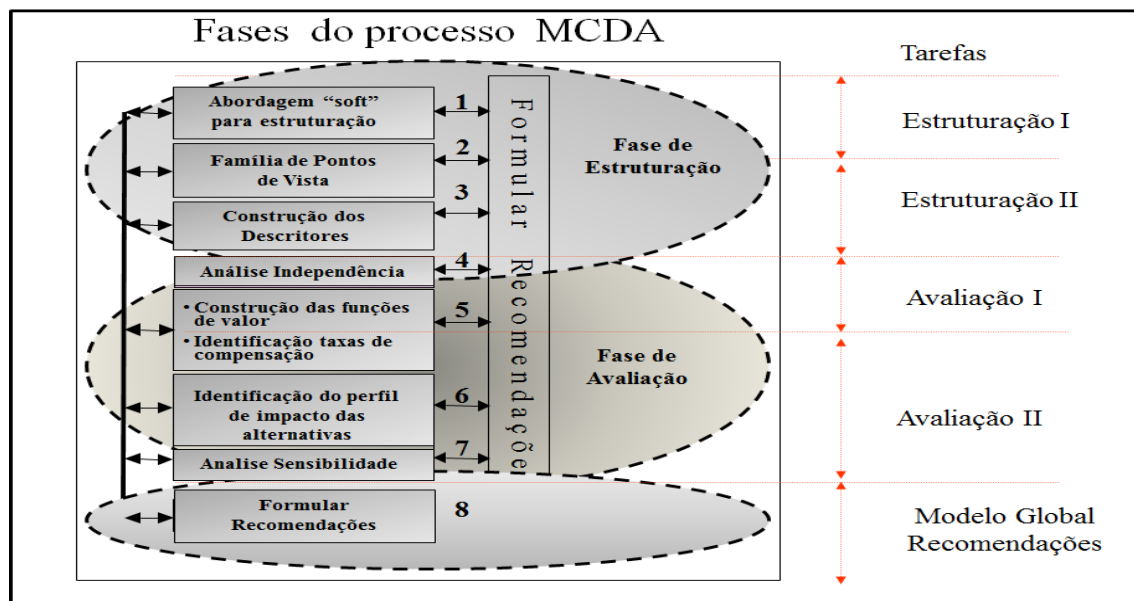 Fases do processo MCDA
Tarefas
Abordagem “soft”
para estruturação
1
Família de Pontos
de Vista
2
Construção dos
Descritores
3
Análise Independência
4
• Construção das funções
de valor
• Identificação taxas de
compensação
5
Identificação do perfil
de impacto das
alternativas
6
Analise Sensibilidade
7
Formular
Recomendações
8
Formular Recomendaçõe
Fase de
Estruturação
Fase de
Avaliação
Estruturação I
Estruturação II
Avaliação I
Avaliação II
Modelo Global
Recomendações